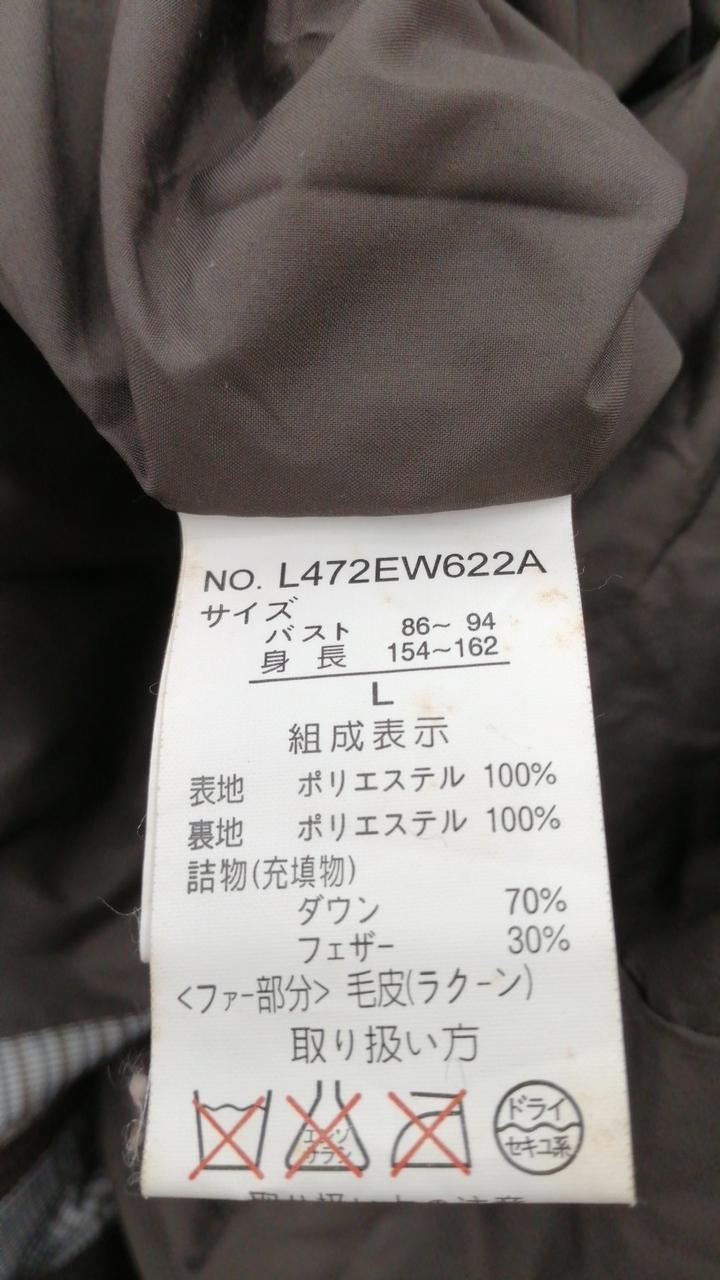 NO. L472EW622A
サイズ
バスト 86~ 94
身長 154~162
L
組成表示
表地 ポリエステル 100%
裏地 ポリエステル 100%
詰物(充填物)
ダウン 70%
フェザー 30%
<ファー部分> 毛皮(ラクーン)
取り扱い方
エンソ
サラシ
ドライ
セキユ系